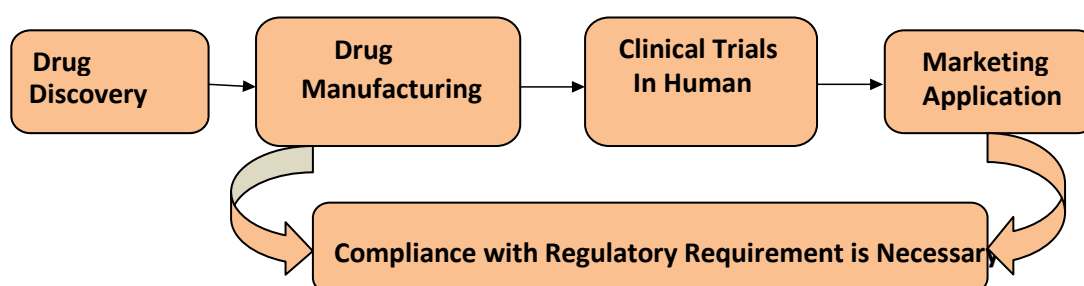 Drug
Discovery
Drug
Manufacturing
Clinical Trials
In Human
Marketing
Application
Compliance with Regulatory Requirement is Necessary